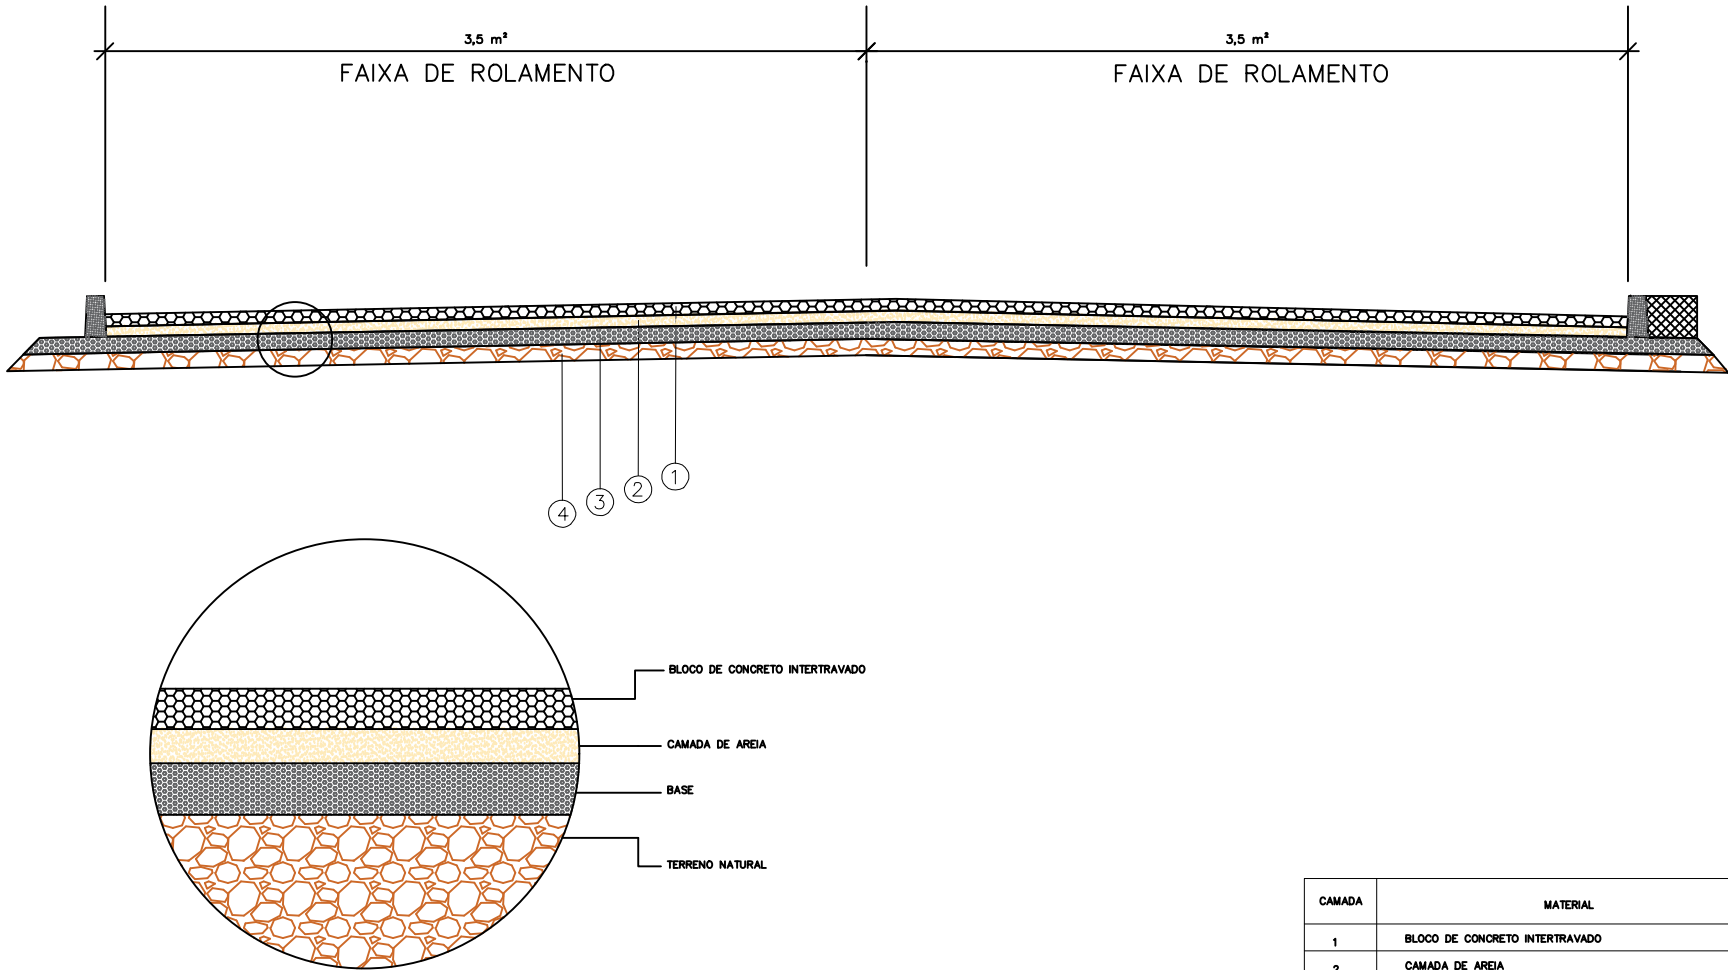 3,5 m²
3,5 m²
FAIXA DE ROLAMENTO
FAIXA DE ROLAMENTO
1
2
3
4
BLOCO DE CONCRETO INTERTRAVADO
CAMADA DE AREIA
BASE
TERRENO NATURAL
CAMADA MATERIAL
1 BLOCO DE CONCRETO INTERTRAVADO
2 CAMADA DE AREIA